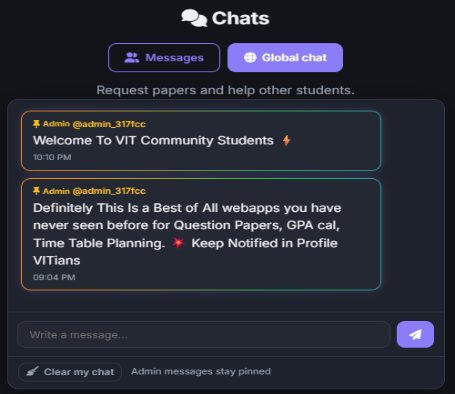 Chats
Messages
Global chat
Request papers and help other students.
Admin @admin_317fcc
Welcome To VIT Community Students
10:10 PM
Admin @admin_317fcc
Definitely This Is a Best of All webapps you have
never seen before for Question Papers, GPA cal,
Time Table Planning. 💥 Keep Notified in Profile
VITians
09:04 PM
Write a message...
Clear my chat
Admin messages stay pinned